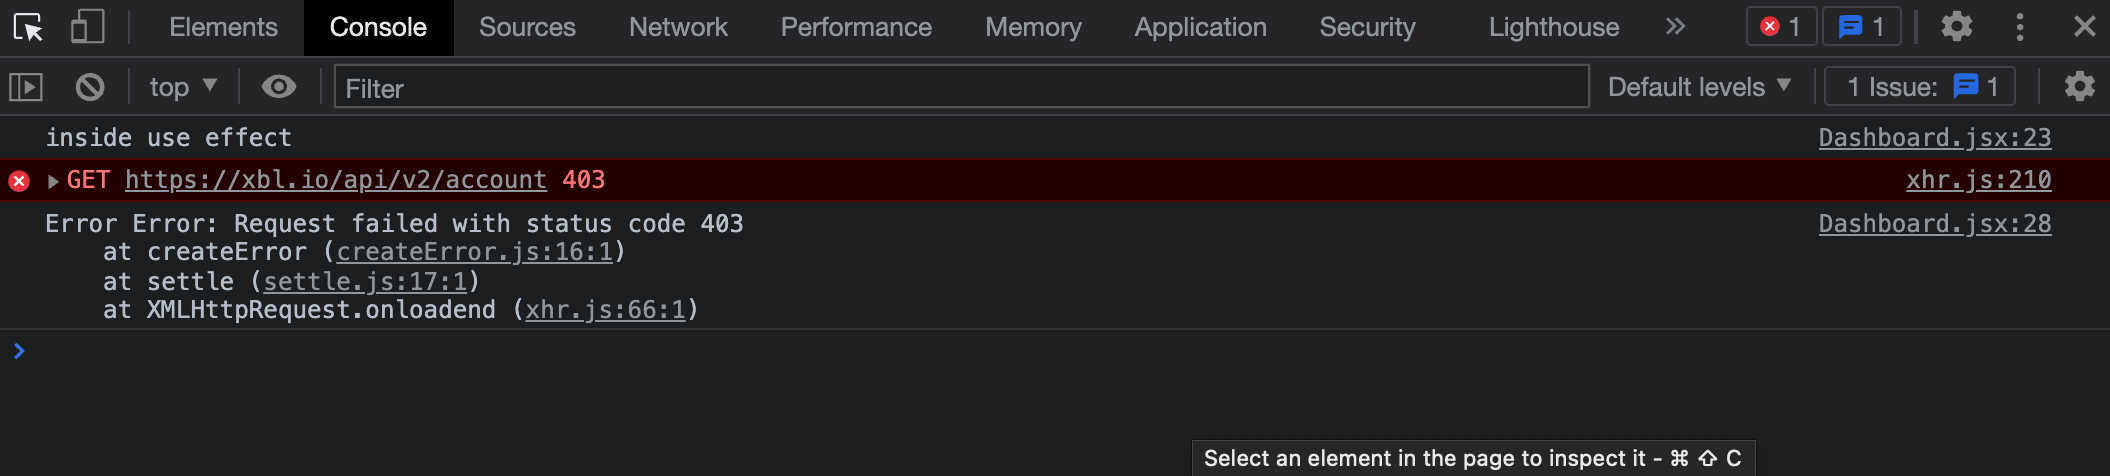 Elements Console Sources Network Performance Memory Application Security Lighthouse » 1 1
top ▼ Filter Default levels ▼ 1 Issue: 1
inside use effect Dashboard.jsx:23
▶GET https://xbl.io/api/v2/account 403 xhr.js:210
Error Error: Request failed with status code 403 Dashboard.jsx:28
at createError (createError.js:16:1)
at settle (settle.js:17:1)
at XMLHttpRequest.onloadend (xhr.js:66:1)
Select an element in the page to inspect it - ⌘ ⇧ C